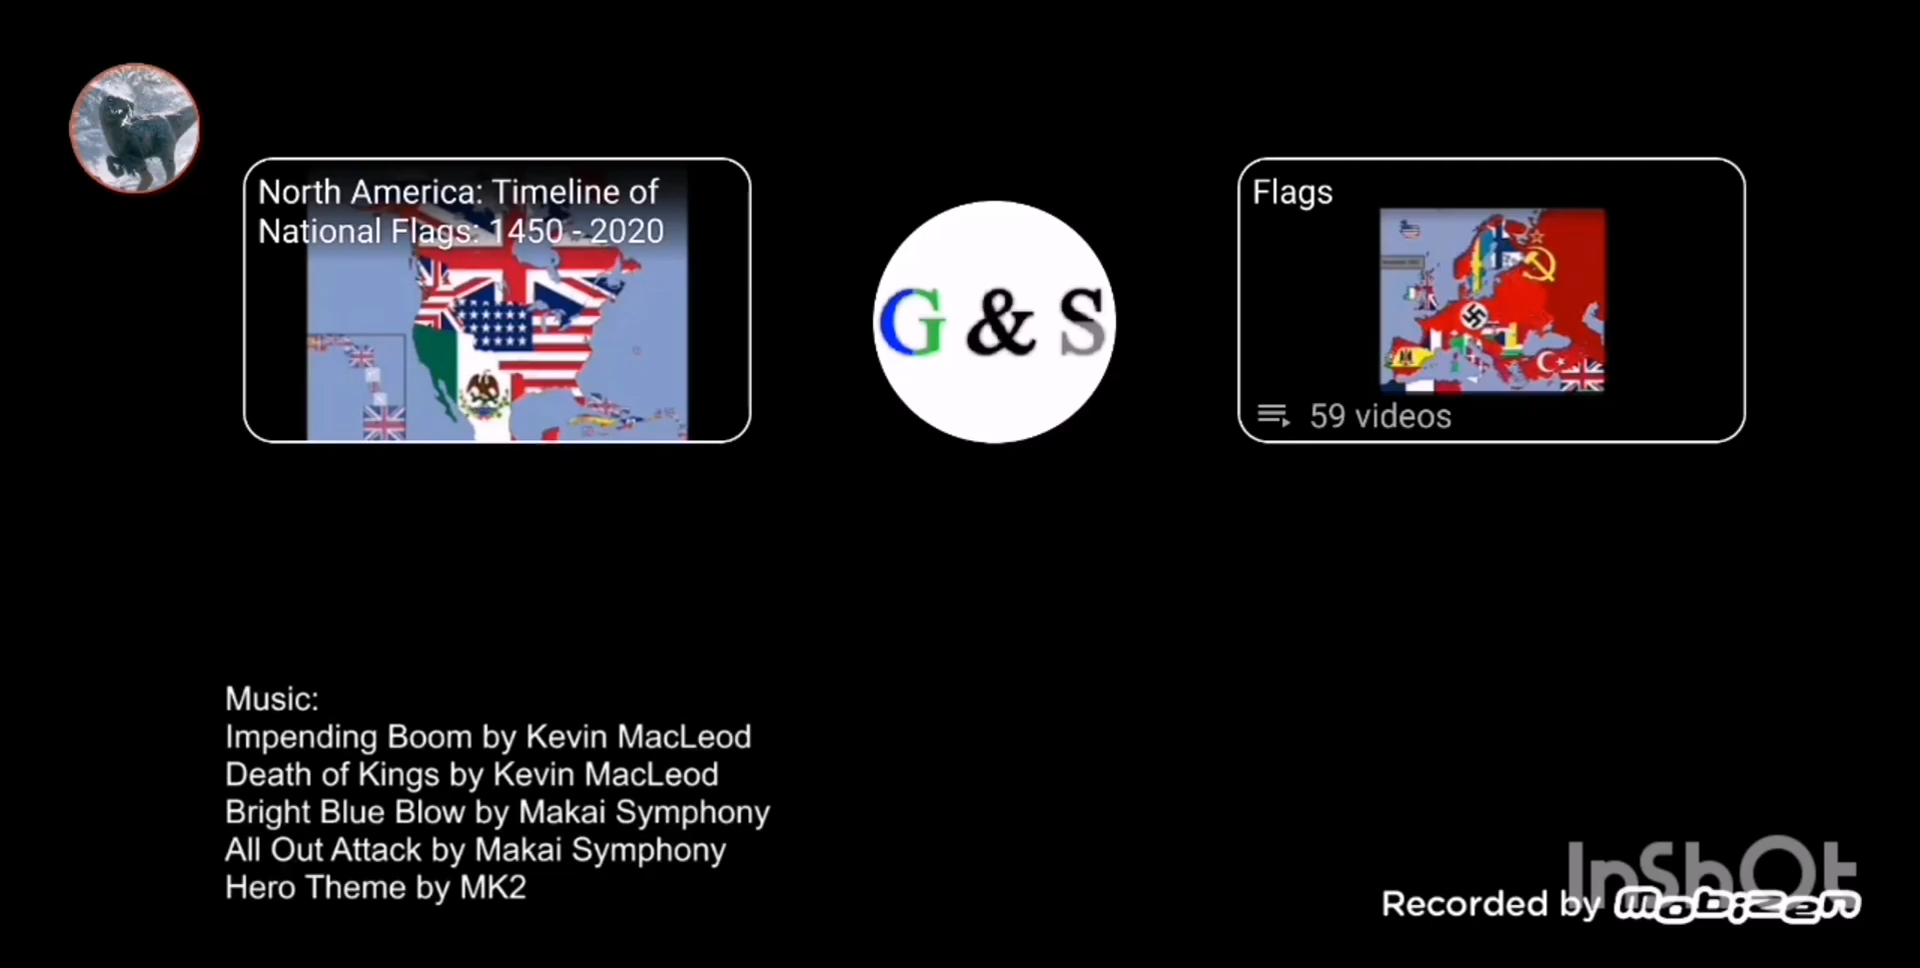 North America: Timeline of
National Flags: 1450 - 2020
G & S
Flags
59 videos
Music:
Impending Boom by Kevin MacLeod
Death of Kings by Kevin MacLeod
Bright Blue Blow by Makai Symphony
All Out Attack by Makai Symphony
Hero Theme by MK2
InShOt
Recorded by mobizen